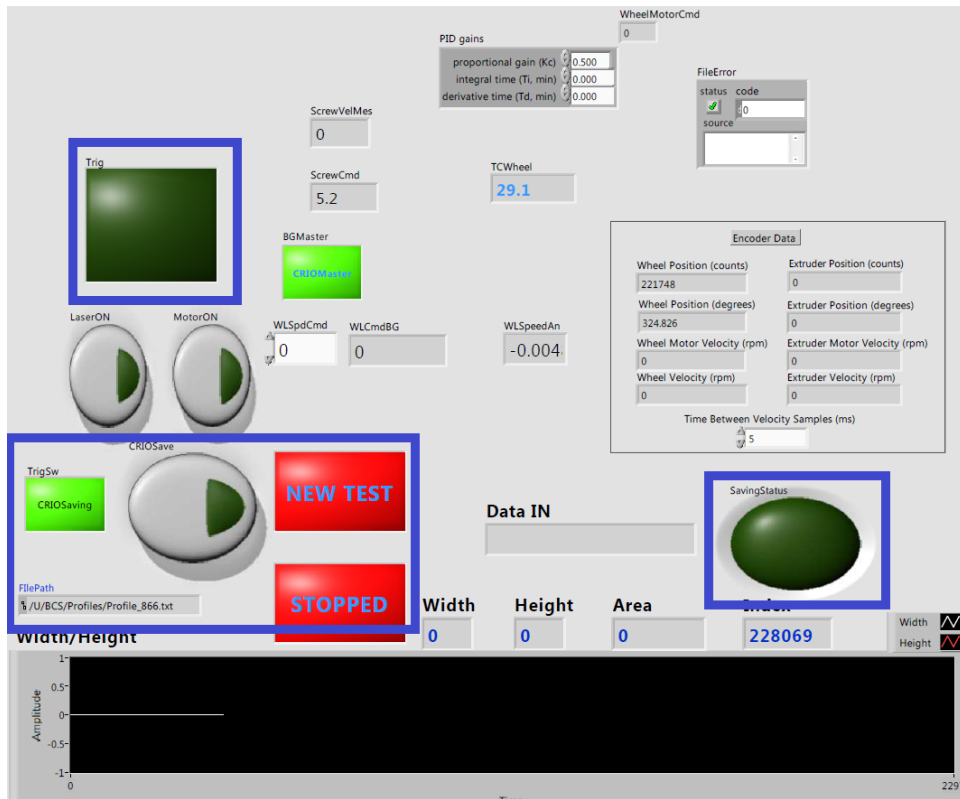 WheelMotorCmd
0
PID gains
proportional gain (Kc) 0.500
integral time (Ti, min) 0.000
derivative time (Td, min) 0.000
FileError
status code
0
source
ScrewVelMes
0
Trig
ScrewCmd
5.2
TCWheel
29.1
BGMaster
CRIOMaster
Encoder Data
Wheel Position (counts) Extruder Position (counts)
221748 0
Wheel Position (degrees) Extruder Position (degrees)
324.826 0
Wheel Motor Velocity (rpm) Extruder Motor Velocity (rpm)
0 0
Wheel Velocity (rpm) Extruder Velocity (rpm)
0 0
Time Between Velocity Samples (ms)
5
LaserON MotorON WLSpdCmd WLCmdBG WLSpeedAn
0 0 -0.004
CRIOSave
TrigSw
CRIOSaving
NEW TEST
SavingStatus
Data IN
FIlePath
/U/BCS/Profiles/Profile_866.txt
STOPPED
Width Height Area Index
0 0 0 228069
Width
Height
Width/Height
Amplitude
1
0.5
0
-0.5
-1
0 229